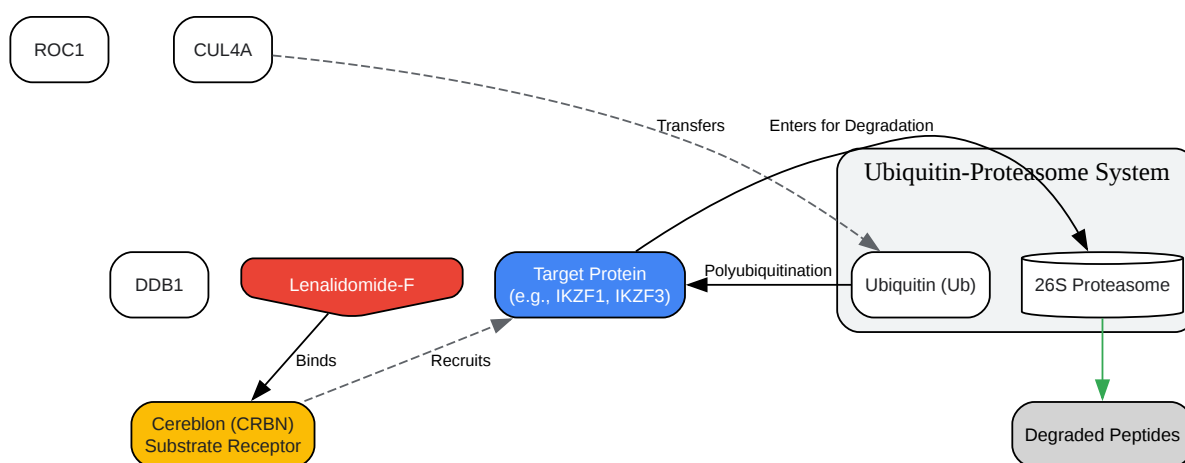 ROC1
CUL4A
Transfers
Enters for Degradation
Ubiquitin-Proteasome System
DDB1
Lenalidomide-F
Target Protein
(e.g., IKZF1, IKZF3)
Polyubiquitination
Ubiquitin (Ub)
26S Proteasome
Binds
Recruits
Cereblon (CRBN)
Substrate Receptor
Degraded Peptides